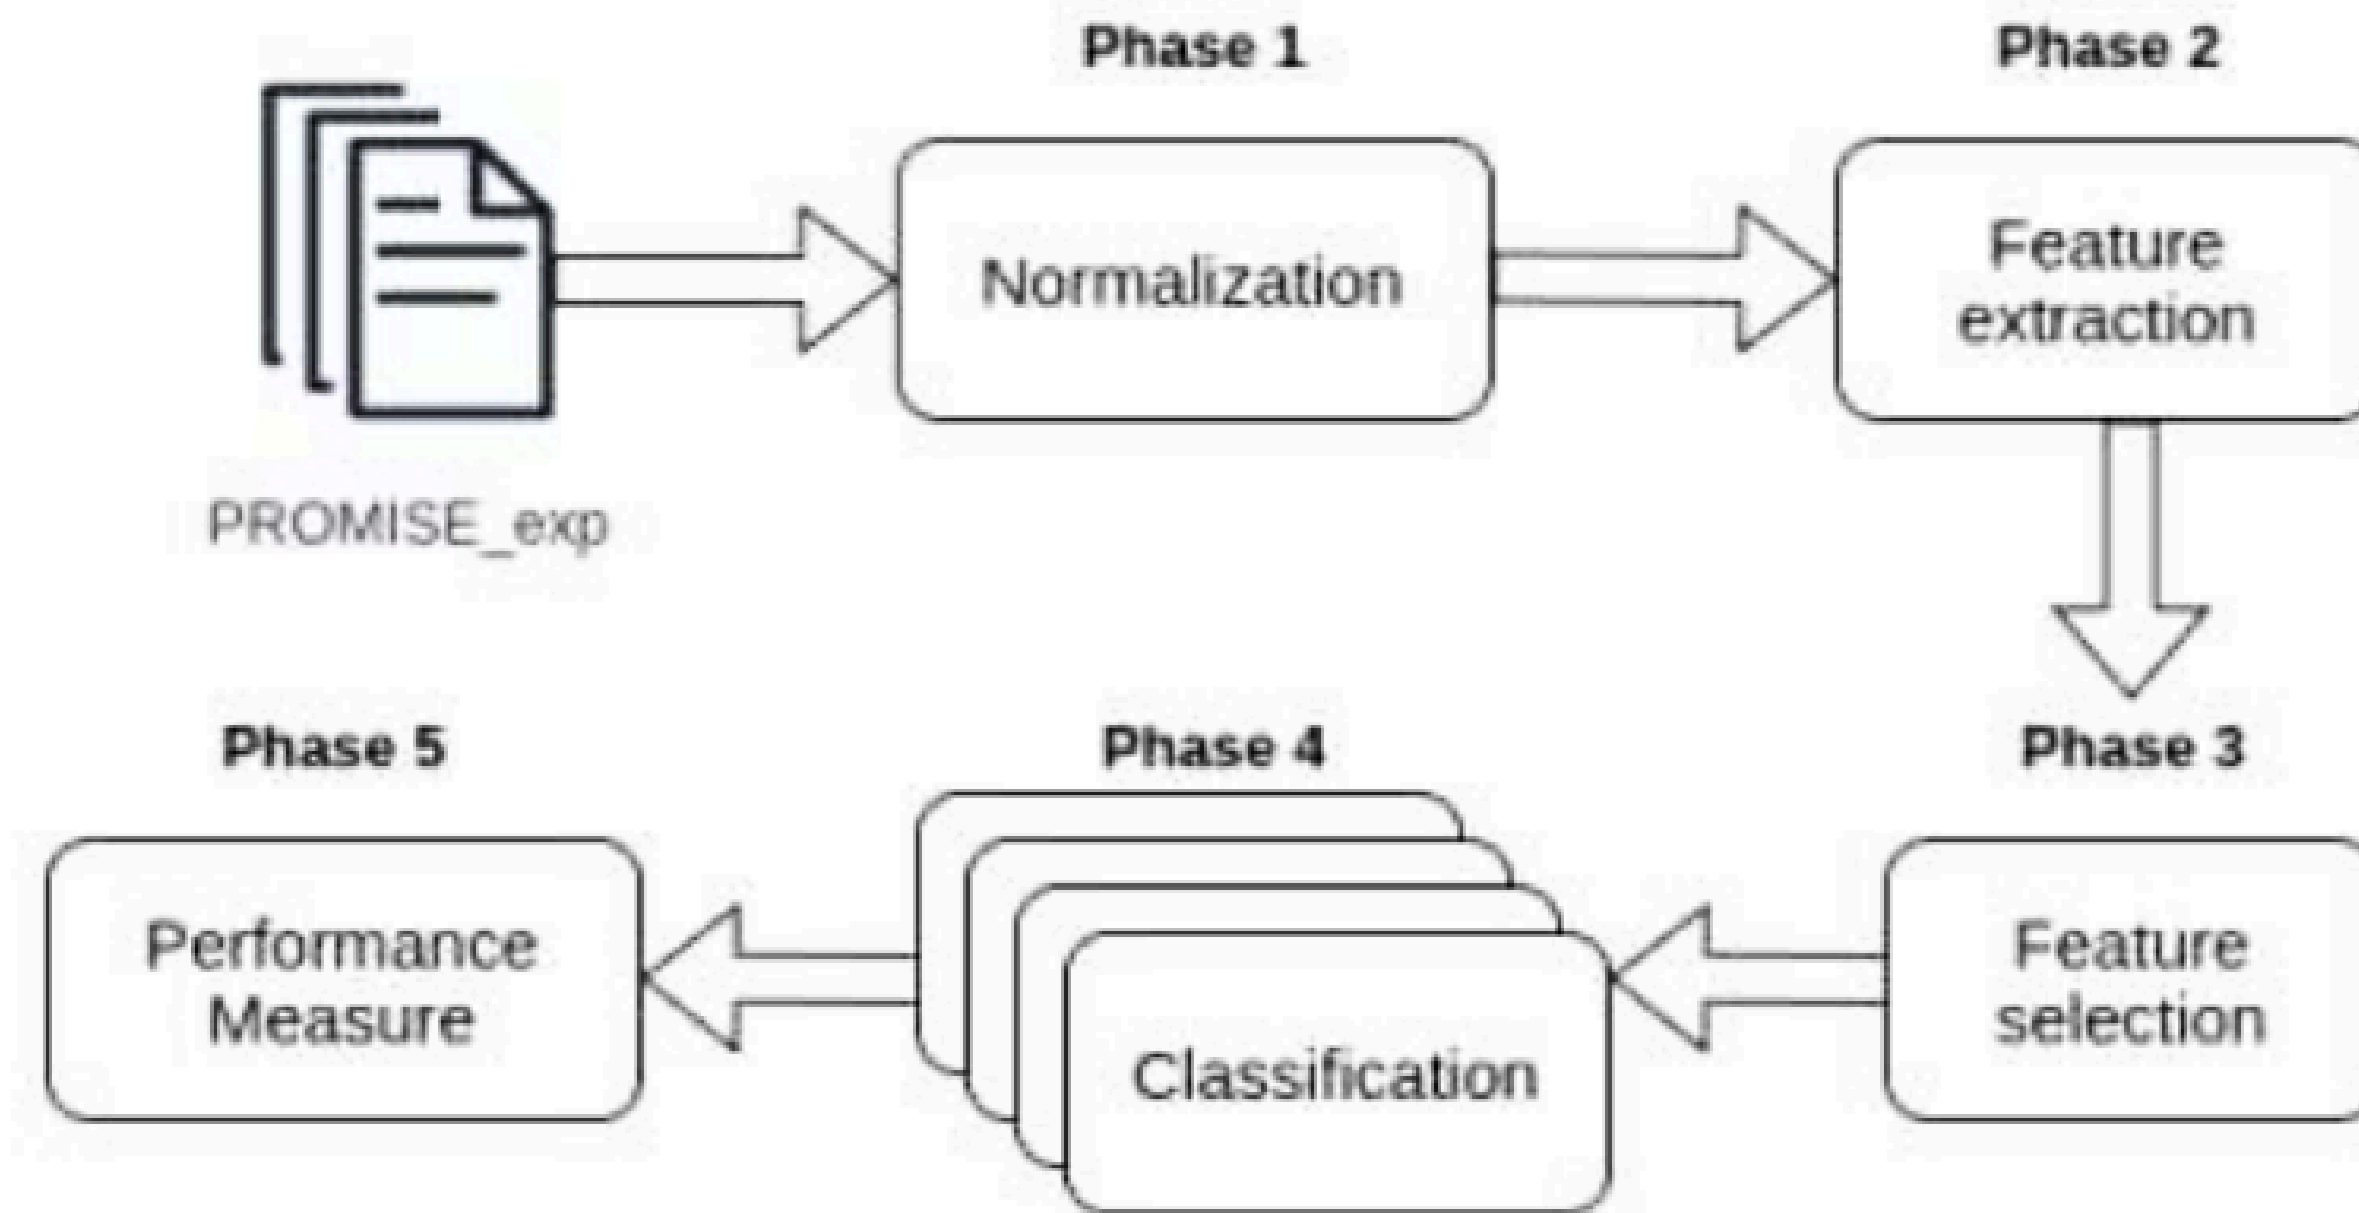 Phase 1
Phase 2
Normalization
Feature
extraction
PROMISE_exp
Phase 3
Feature
selection
Phase 4
Classification
Phase 5
Performance
Measure